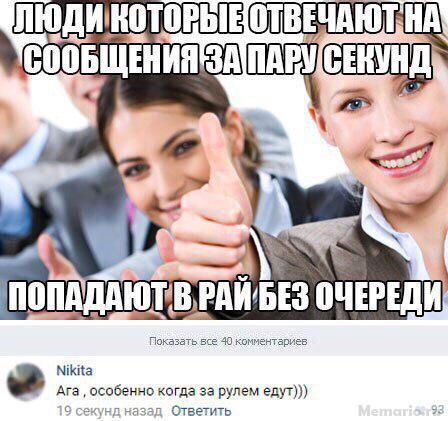 ЛЮДИ КОТОРЫЕ ОТВЕЧАЮТ НА
СООБЩЕНИЯ ЗА ПАРУ СЕКУНД
ПОПАДАЮТ В РАЙ БЕЗ ОЧЕРЕДИ
Показать все 40 комментариев
Nikita
Ага , особенно когда за рулем едут)))
19 секунд назад Ответить
93